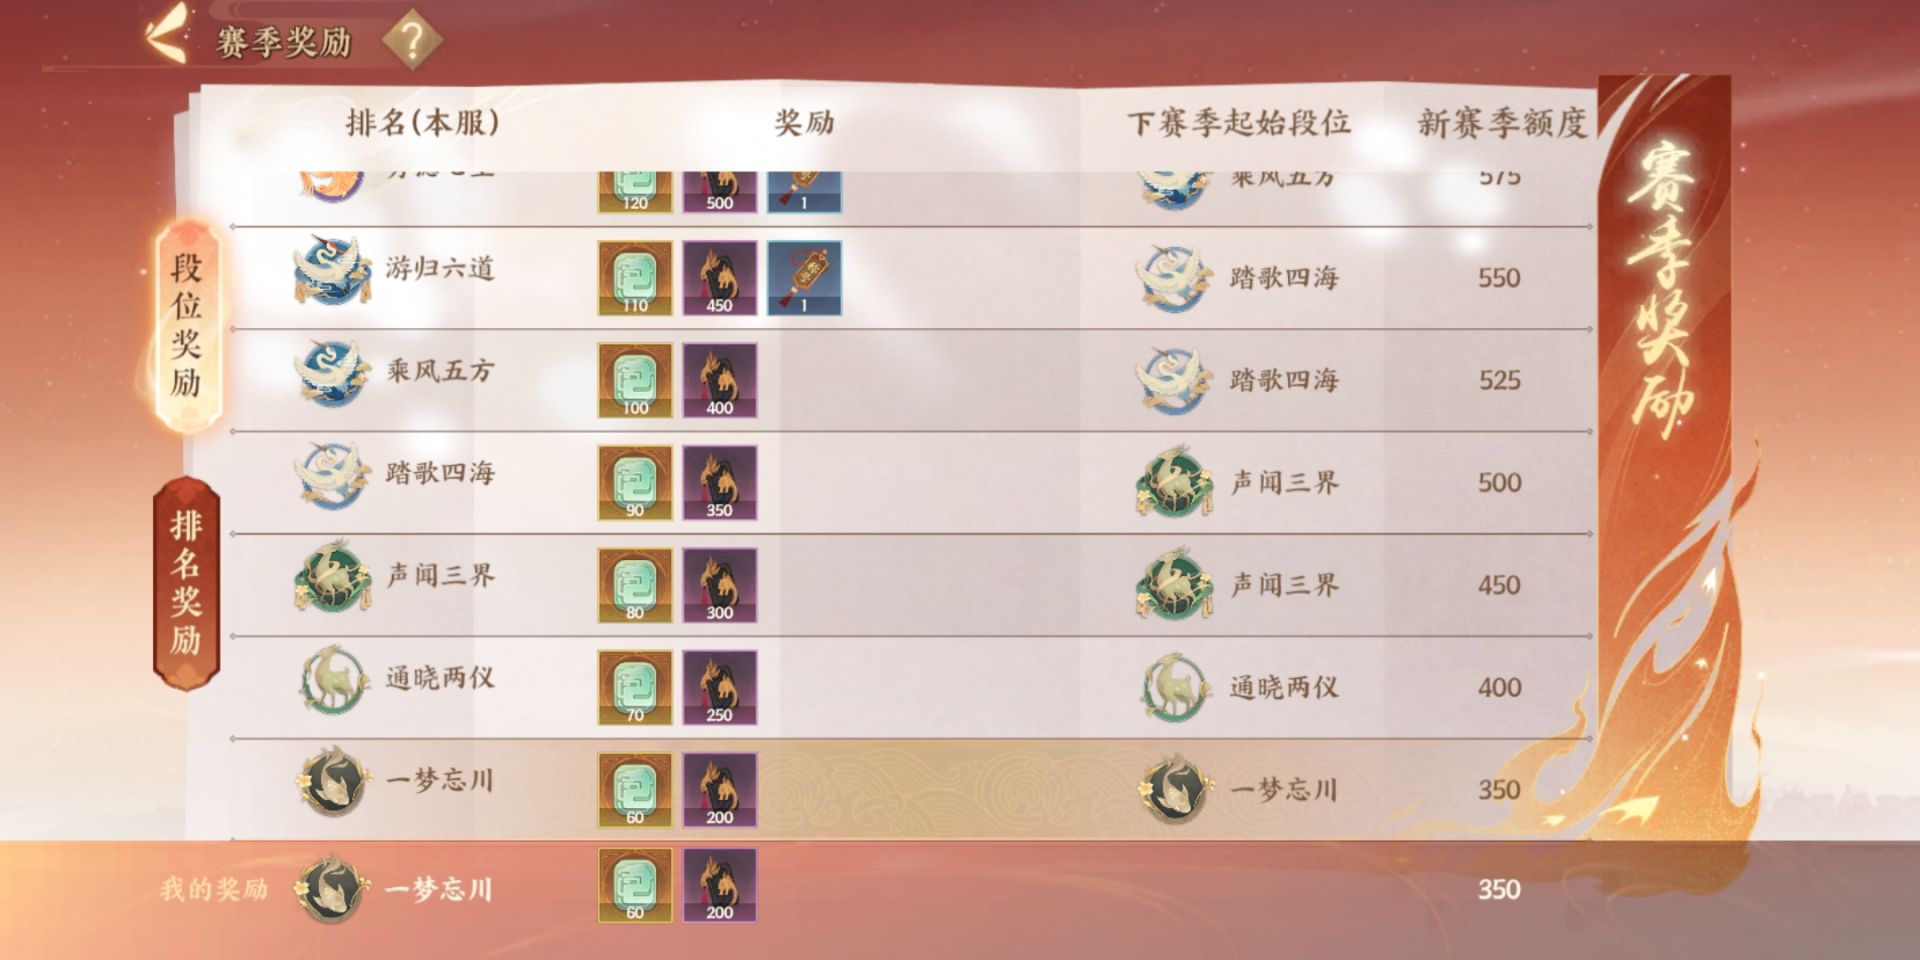 赛季奖励 ?
排名(本服) 奖励 下赛季起始段位 新赛季额度
120 500 1 乘风五方 575
游归六道 110 450 1 踏歌四海 550
乘风五方 100 400 踏歌四海 525
踏歌四海 90 350 声闻三界 500
声闻三界 80 300 声闻三界 450
通晓两仪 70 250 通晓两仪 400
一梦忘川 60 200 一梦忘川 350
我的奖励 一梦忘川 60 200 350
段位奖励
排名奖励
赛季奖励